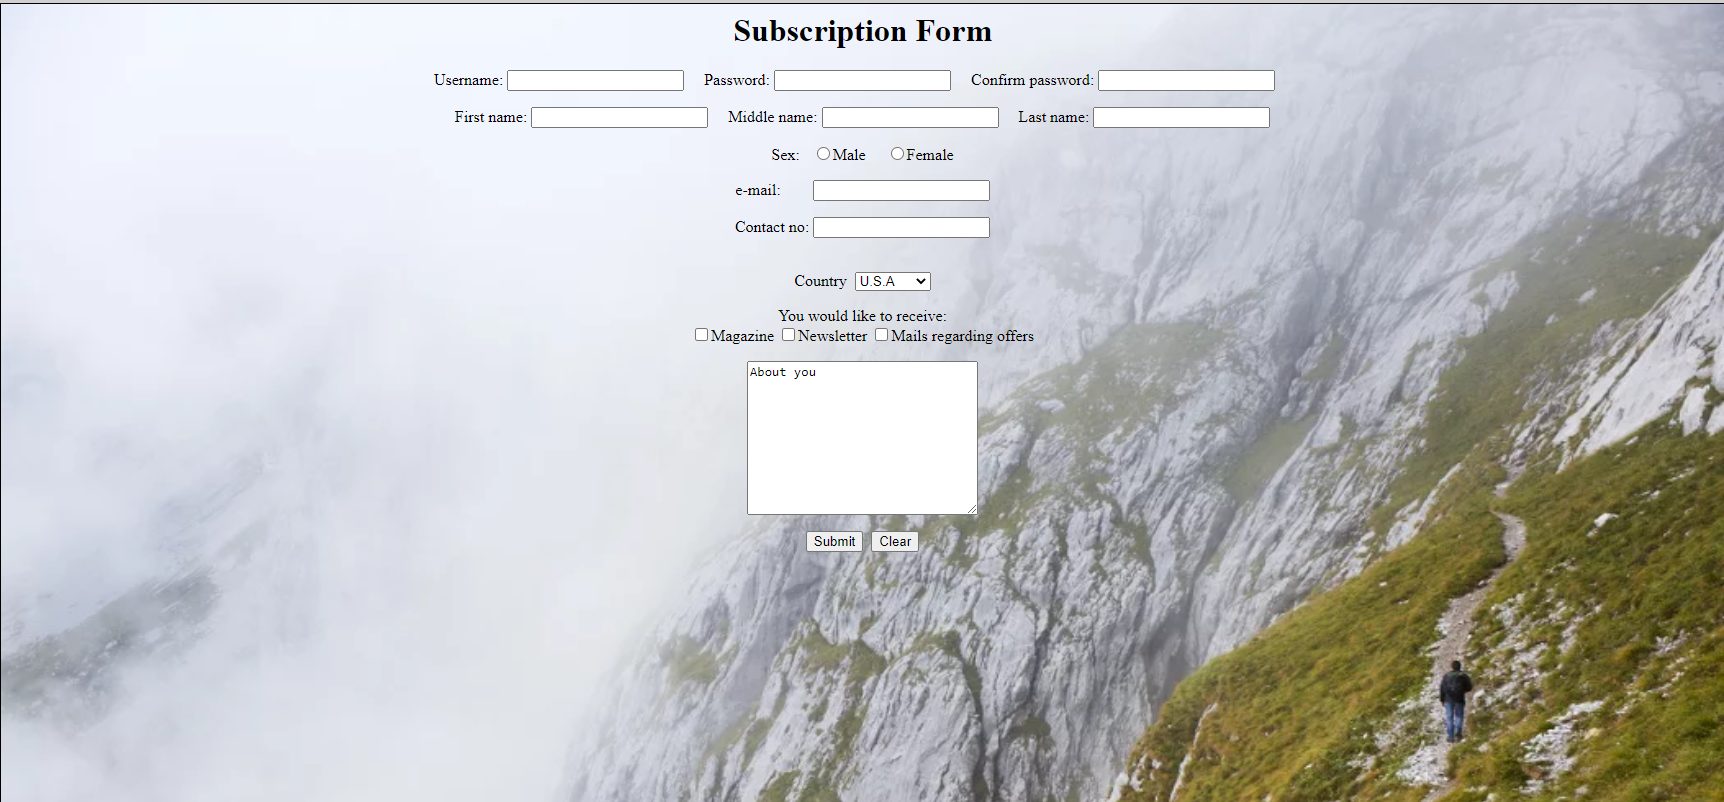 Subscription Form
Username: Password: Confirm password:
First name: Middle name: Last name:
Sex: Male Female
e-mail:
Contact no:
Country U.S.A
You would like to receive:
Magazine Newsletter Mails regarding offers
About you
Submit Clear